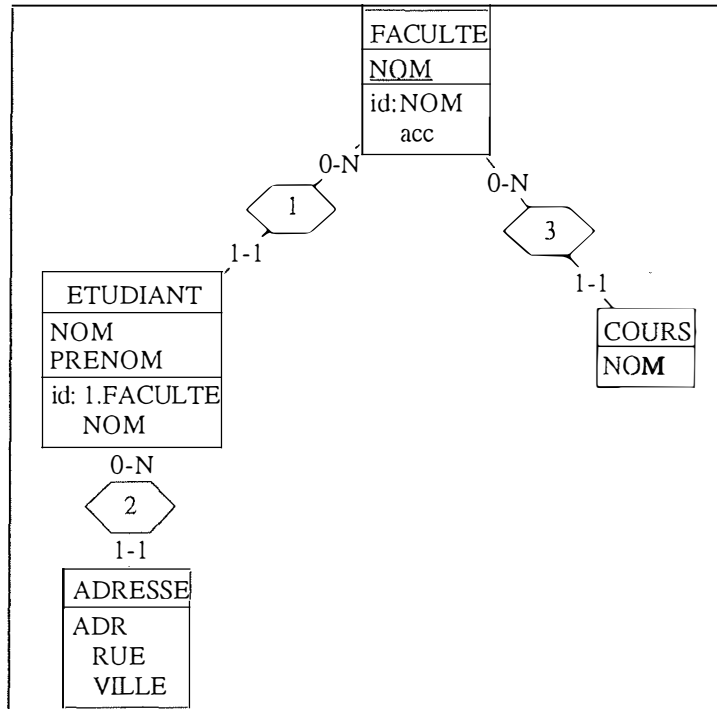 FACULTE
NOM
id: NOM
acc
0-N
0-N
1
3
1-1
1-1
ETUDIANT
NOM
PRENOM
id: 1.FACULTE
NOM
COURS
NOM
0-N
2
1-1
ADRESSE
ADR
RUE
VILLE